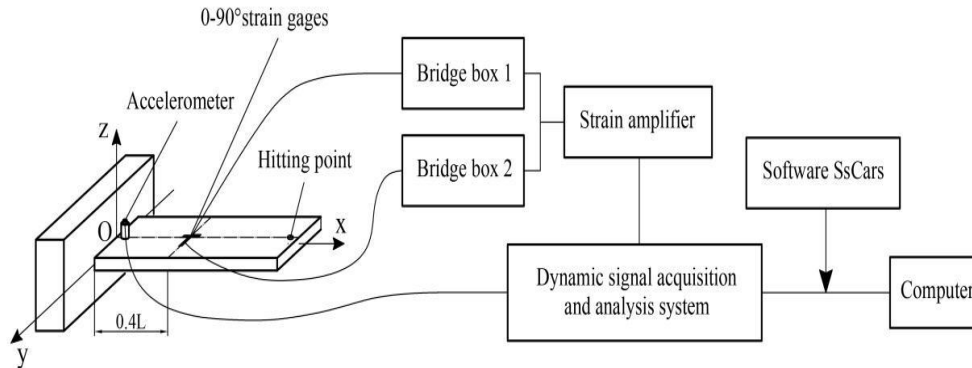 0-90°strain gages
Accelerometer
Z
Hitting point
O
x
0.4L
y
Bridge box 1
Bridge box 2
Strain amplifier
Software SsCars
Dynamic signal acquisition
and analysis system
Computer